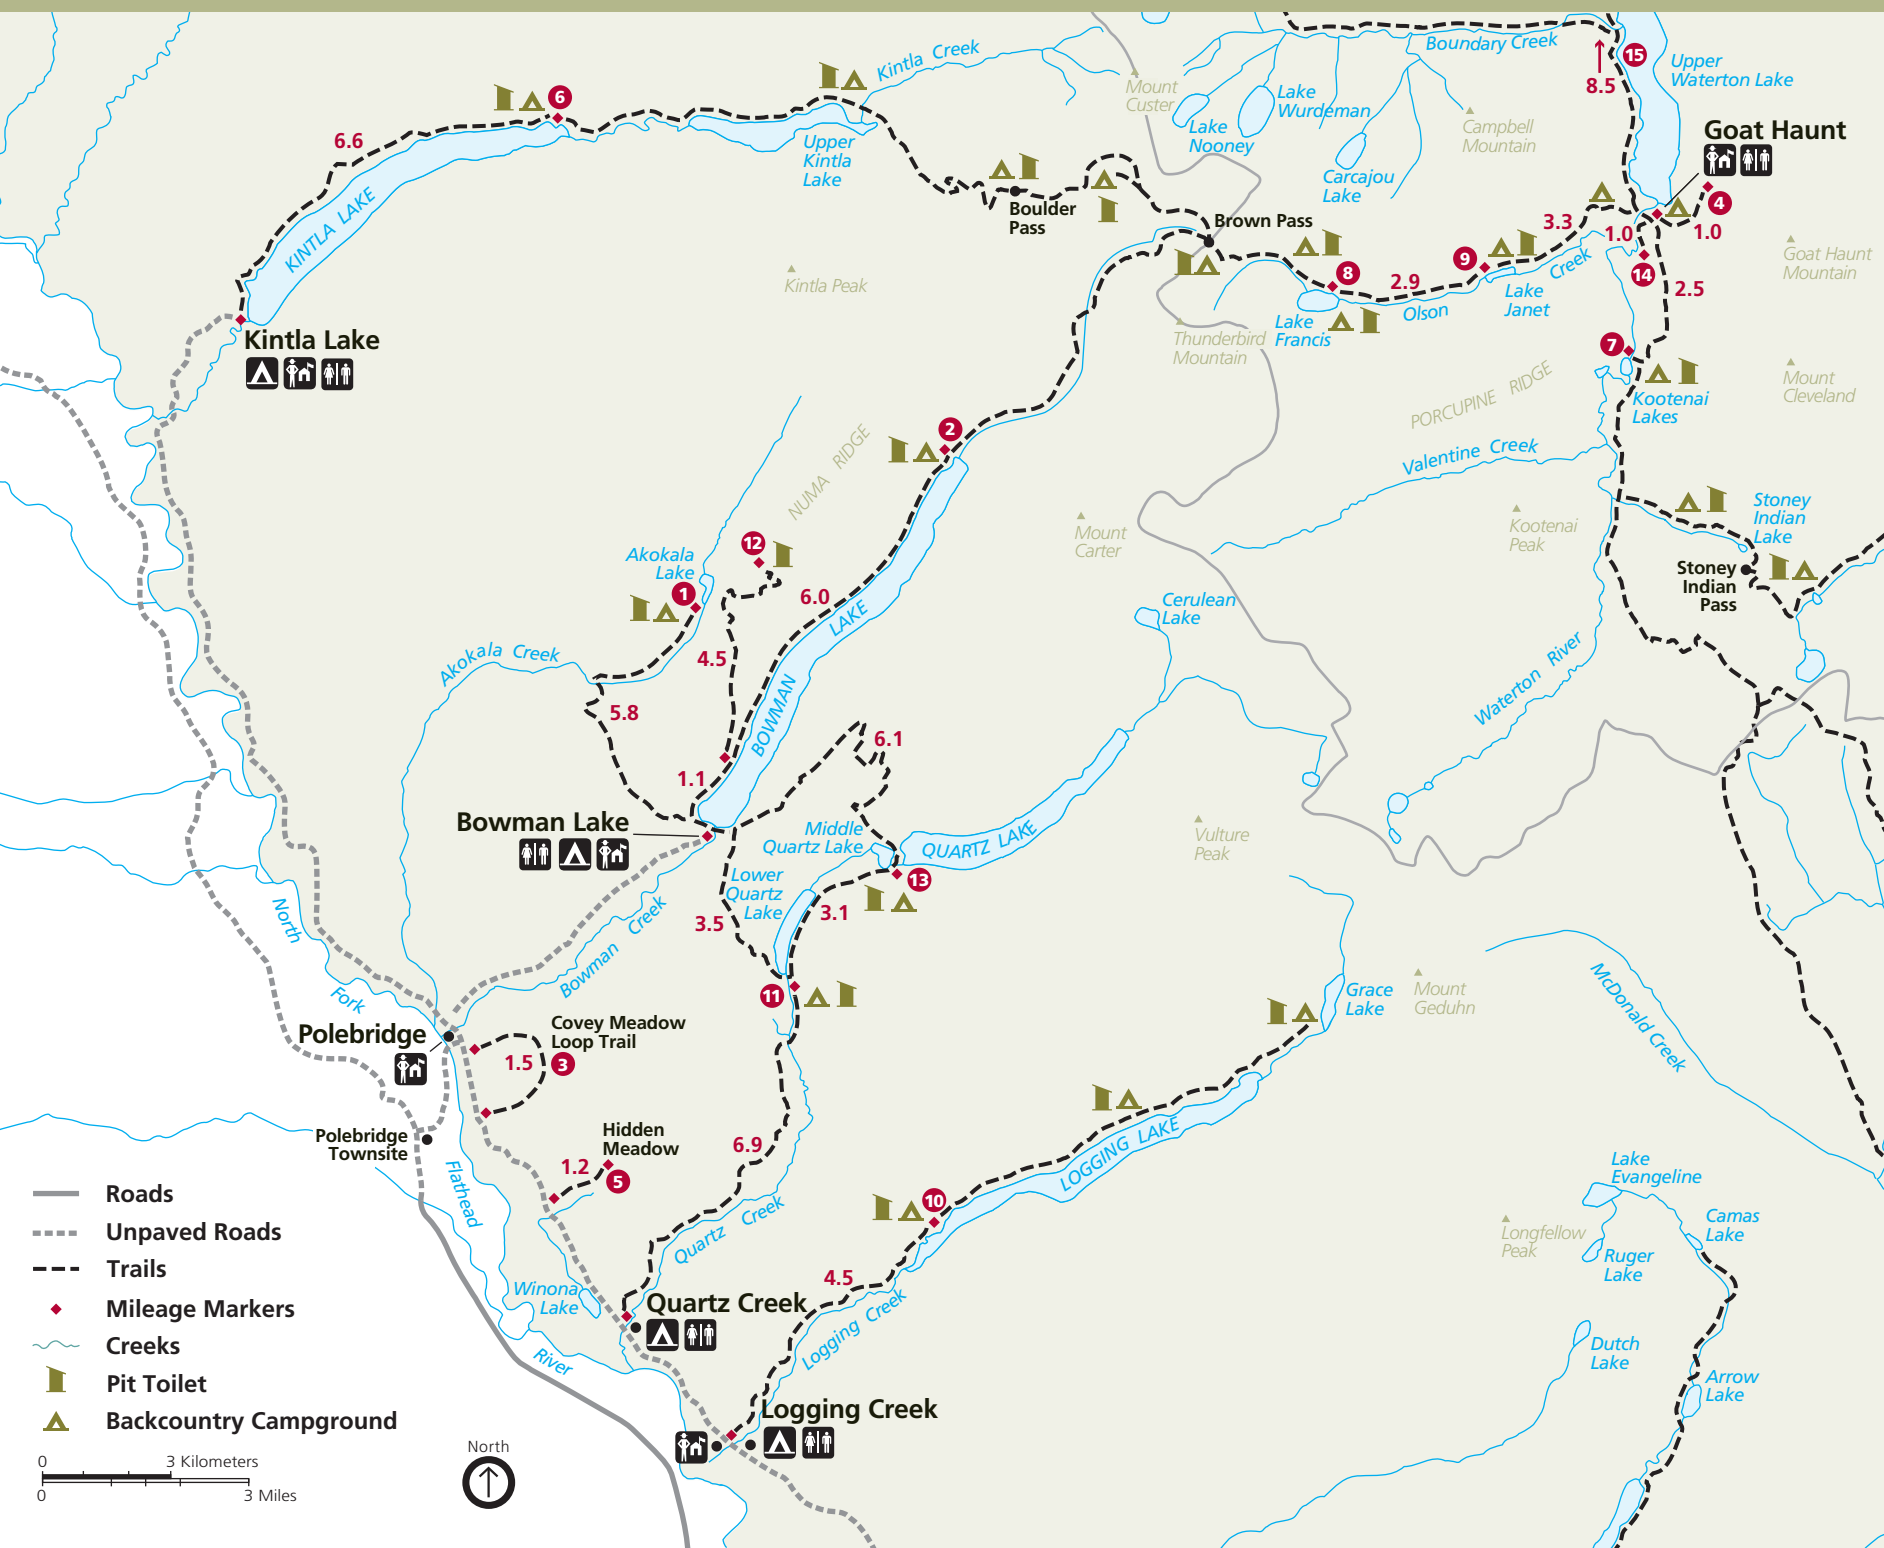 Kintla Creek
Boundary Creek
15
Upper
Waterton Lake
8.5
6
6.6
Mount
Custer
Lake
Wurdeman
Lake
Nooney
Campbell
Mountain
Goat Haunt
Upper
Kintla
Lake
Carcajou
Lake
KINTLA LAKE
Boulder
Pass
Brown Pass
3.3
1.0
4
1.0
Goat Haunt
Mountain
Kintla Peak
8
9
2.9
Olson
Creek
Lake
Janet
14
2.5
Lake
Francis
Thunderbird
Mountain
Kintla Lake
7
Kootenai
Lakes
Mount
Cleveland
PORCUPINE RIDGE
2
NUMA RIDGE
Valentine Creek
Stoney
Indian
Lake
Mount
Carter
Kootenai
Peak
12
Akokala
Lake
1
Stoney
Indian
Pass
6.0
Cerulean
Lake
BOWMAN LAKE
Akokala Creek
4.5
Waterton River
5.8
6.1
1.1
Bowman Lake
Middle
Quartz Lake
QUARTZ LAKE
Vulture
Peak
13
Lower
Quartz
Lake
3.1
3.5
Bowman Creek
North
Fork
Flathead
River
11
Grace
Lake
Mount
Geduhn
McDonald Creek
Polebridge
Covey Meadow
Loop Trail
1.5
3
Polebridge
Townsite
Hidden
Meadow
1.2
5
6.9
LOGGING LAKE
Lake
Evangeline
10
Quartz Creek
Camas
Lake
Longfellow
Peak
Ruger
Lake
4.5
Winona
Lake
Quartz Creek
Logging Creek
Dutch
Lake
Arrow
Lake
Logging Creek
Roads
Unpaved Roads
Trails
Mileage Markers
Creeks
Pit Toilet
Backcountry Campground
0 3 Kilometers
0 3 Miles
North